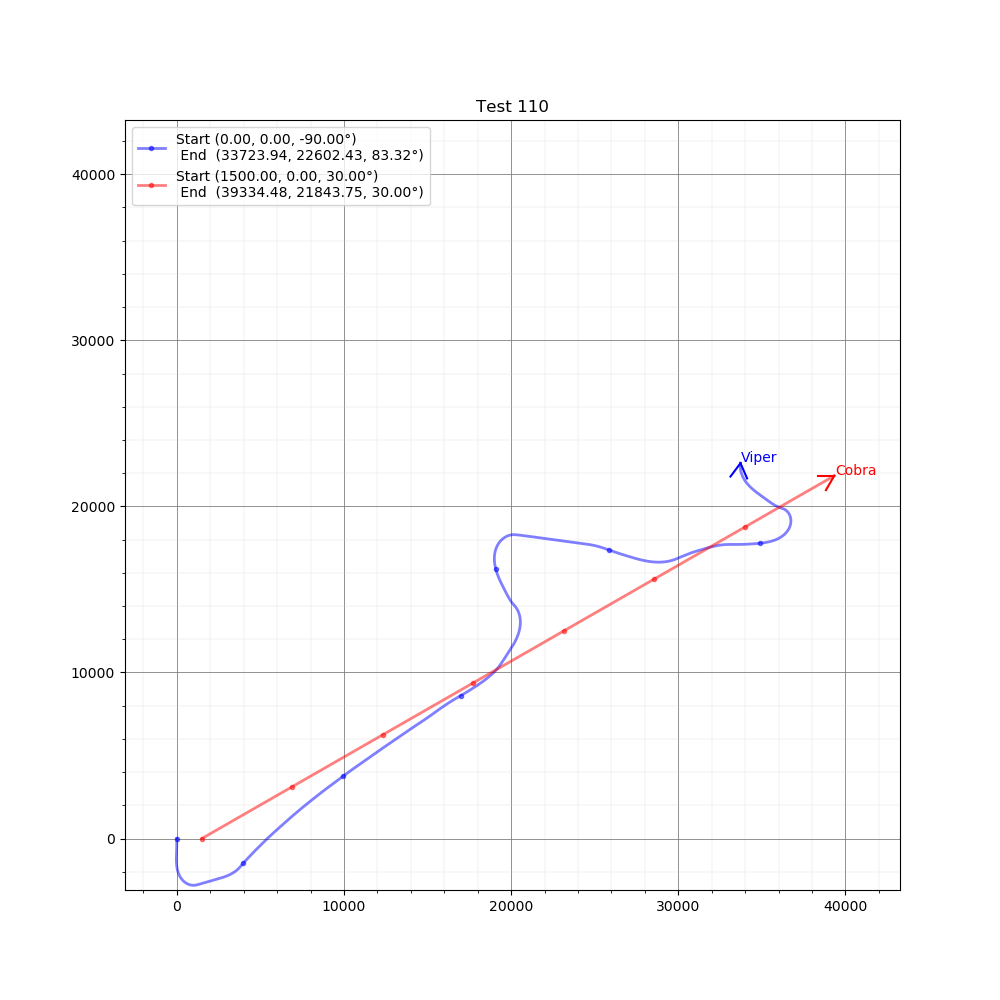 Test 110
Start (0.00, 0.00, -90.00°)
End  (33723.94, 22602.43, 83.32°)
Start (1500.00, 0.00, 30.00°)
End  (39334.48, 21843.75, 30.00°)
40000
30000
20000
10000
0
Viper
Cobra
0 10000 20000 30000 40000